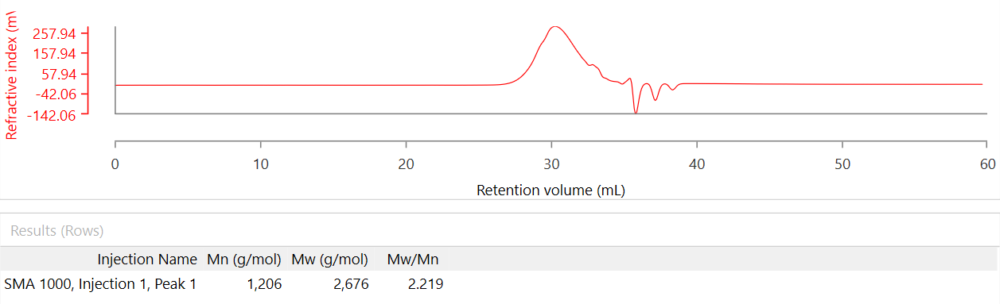 Refractive index (m\
257.94
157.94
57.94
-42.06
-142.06
0 10 20 30 40 50 60
Retention volume (mL)
Results (Rows)
Injection Name Mn (g/mol) Mw (g/mol) Mw/Mn
SMA 1000, Injection 1, Peak 1 1,206 2,676 2.219